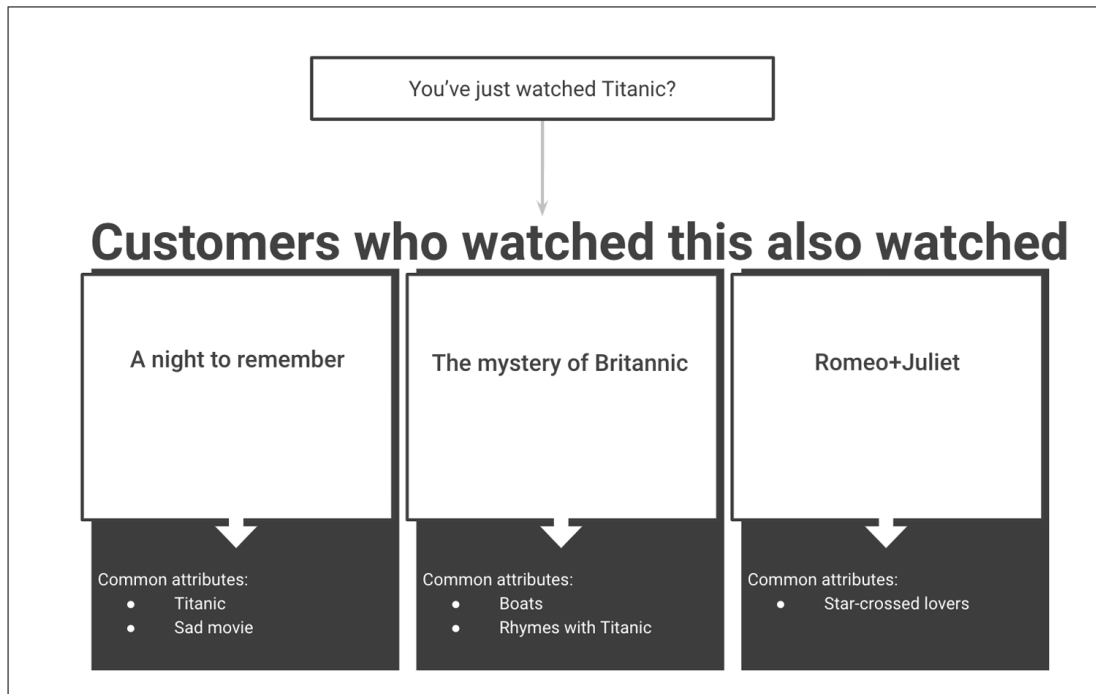 You’ve just watched Titanic?
Customers who watched this also watched
A night to remember
The mystery of Britannic
Romeo+Juliet
Common attributes:
● Titanic
● Sad movie
Common attributes:
● Boats
● Rhymes with Titanic
Common attributes:
● Star-crossed lovers